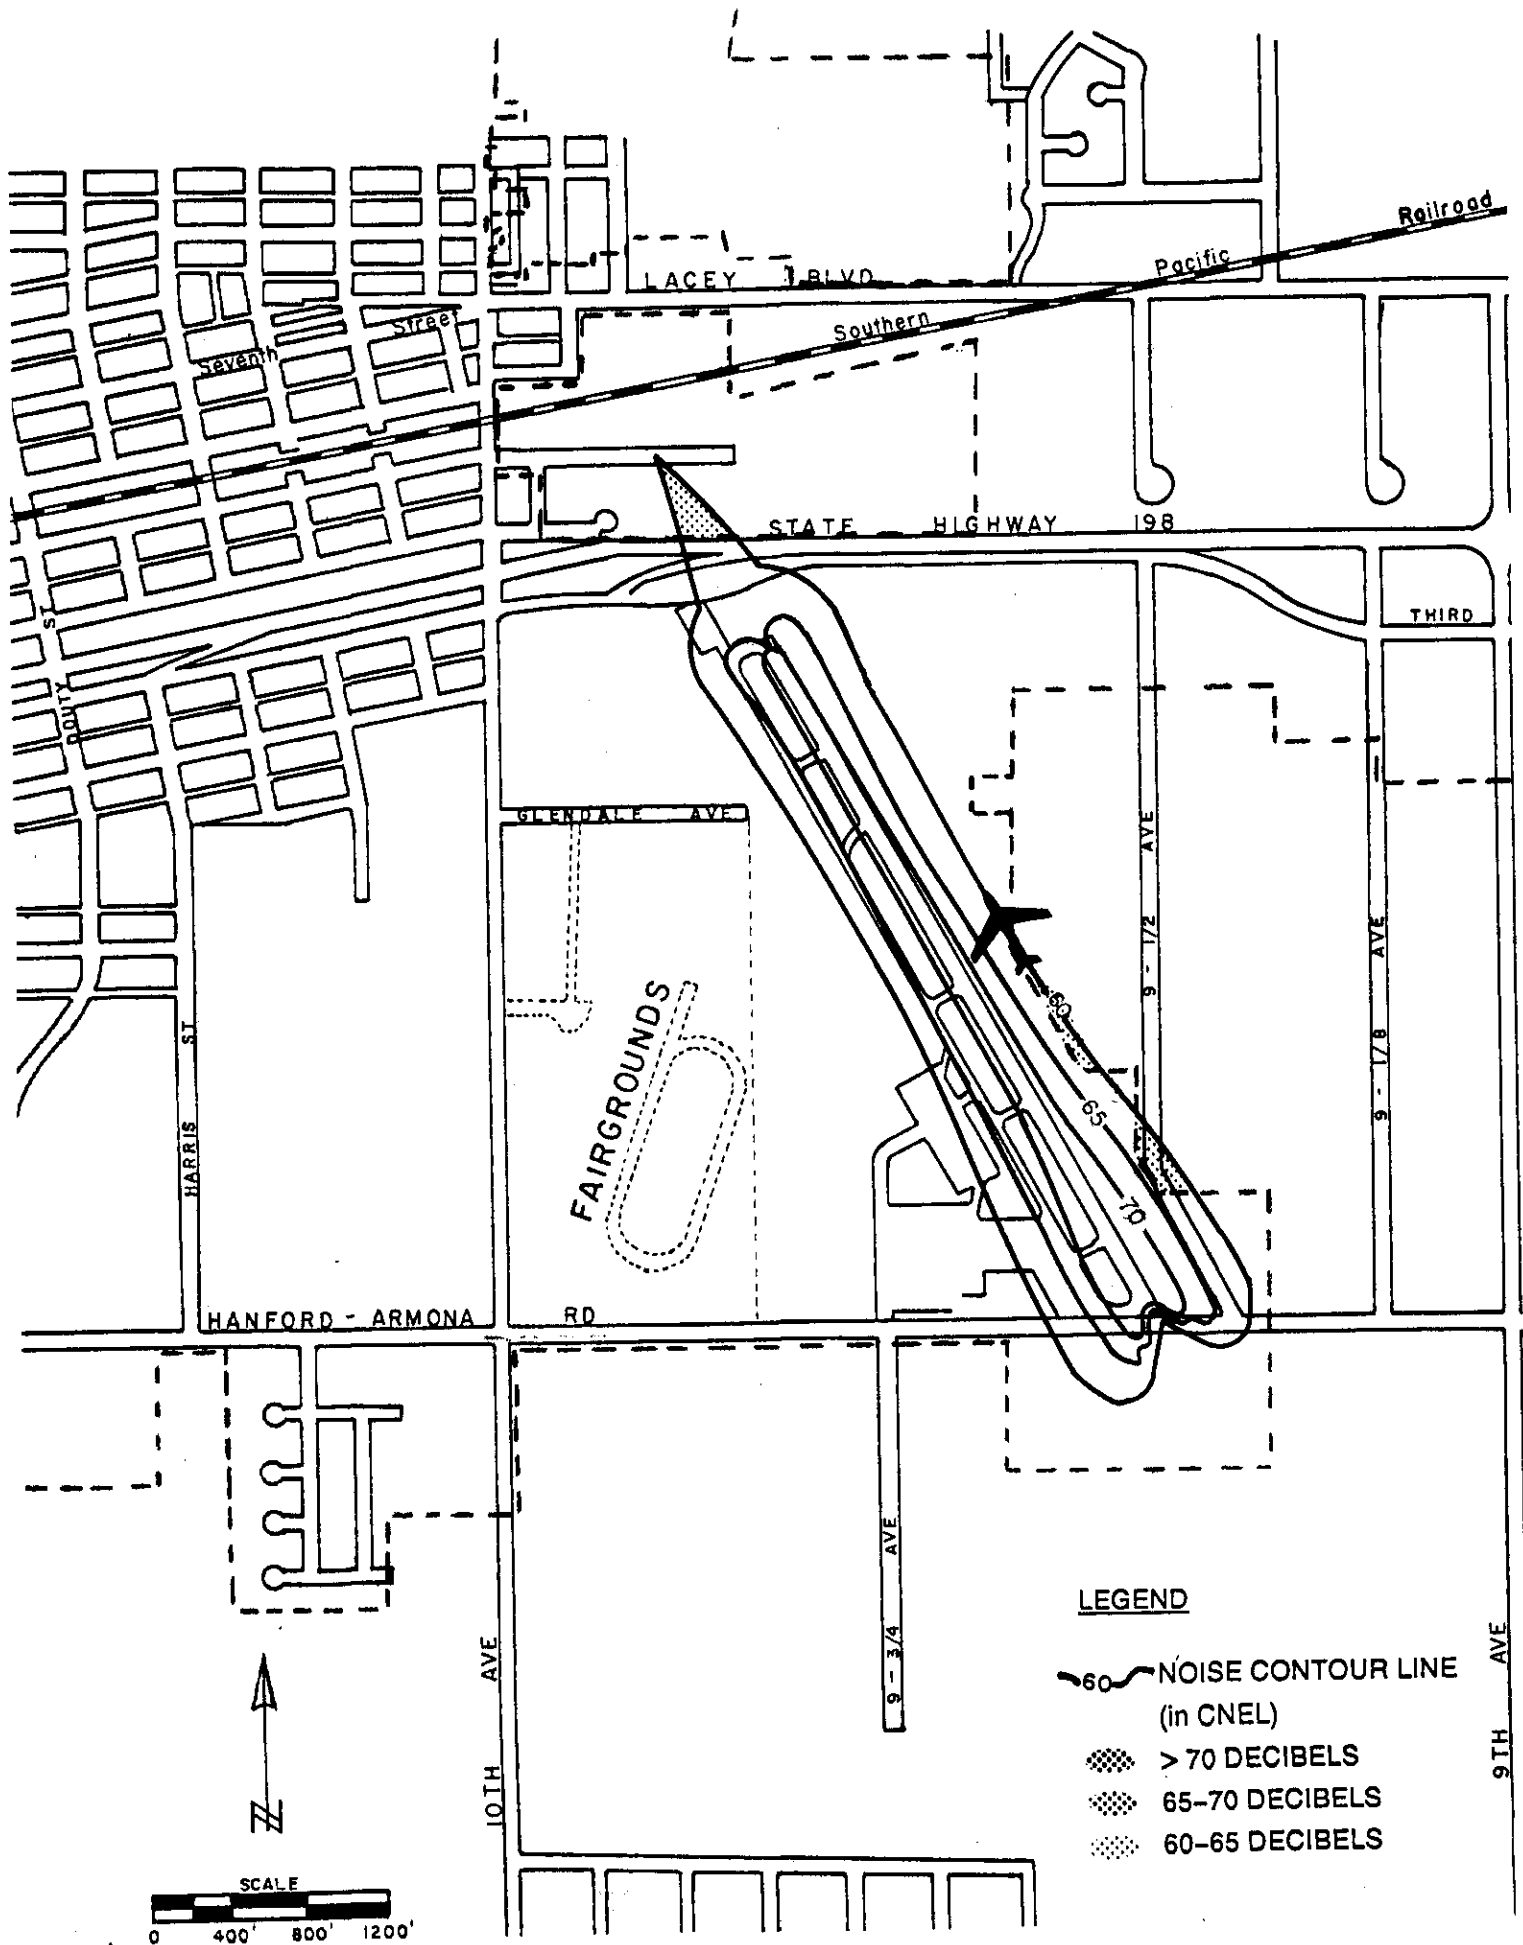 Railroad
Pacific
LACEY BLVD
Southern
Street
Seventh
STATE HIGHWAY 198
THIRD
DOUTY ST
GLENDALE AVE
9 - 1/2 AVE
9 - 1/8 AVE
60
65
70
FAIRGROUNDS
HARRIS ST
HANFORD - ARMONA RD
9 - 3/4 AVE
10TH AVE
9TH AVE
LEGEND
60 NOISE CONTOUR LINE
(in CNEL)
> 70 DECIBELS
65-70 DECIBELS
60-65 DECIBELS
N
SCALE
0 400' 800' 1200'